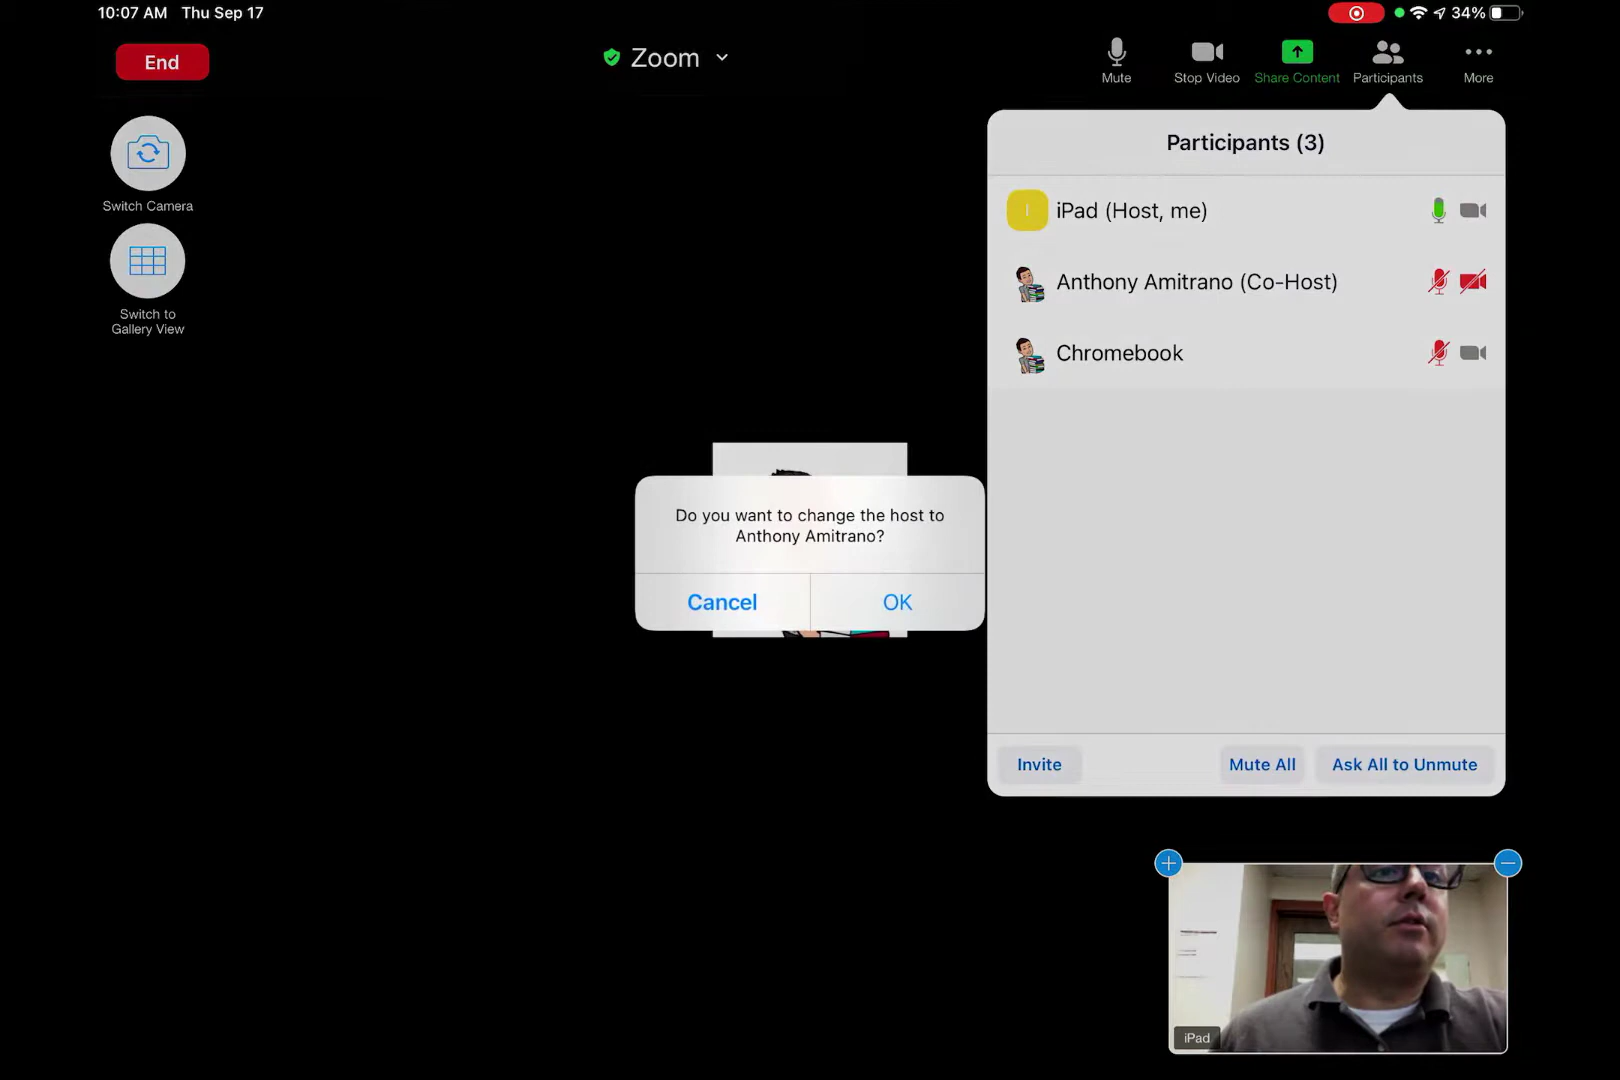 10:07 AM Thu Sep 17
34%
End
Zoom
Mute
Stop Video
Share Content
Participants
More
Switch Camera
Switch to
Gallery View
Participants (3)
I
iPad (Host, me)
Anthony Amitrano (Co-Host)
Chromebook
Do you want to change the host to
Anthony Amitrano?
Cancel
OK
Invite
Mute All
Ask All to Unmute
iPad